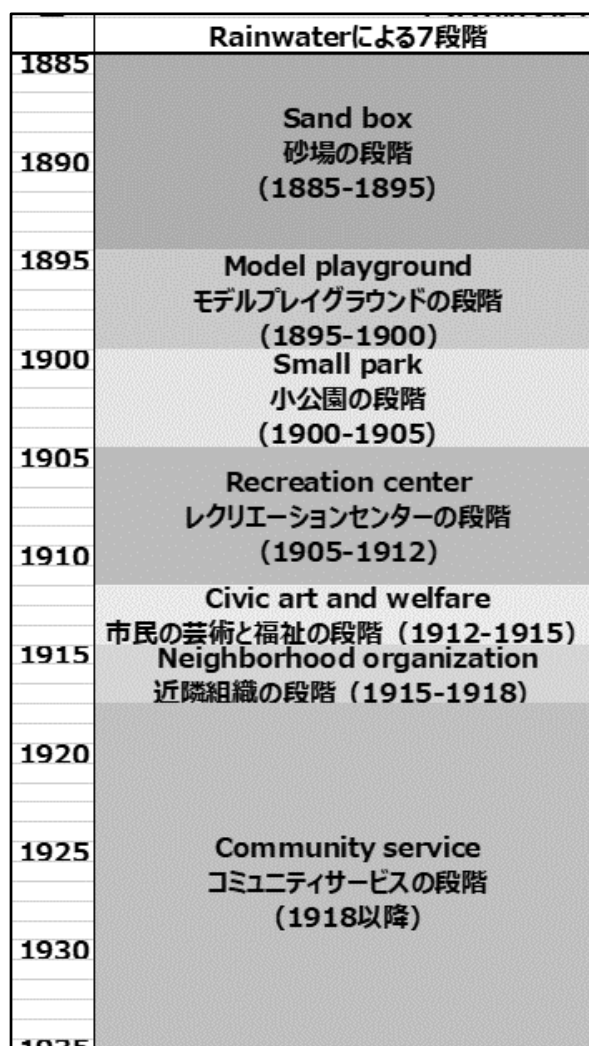 Rainwaterによる7段階
1885
Sand box
砂場の段階
1890
(1885-1895)
1895
Model playground
モデルプレイグラウンドの段階
(1895-1900)
1900
Small park
小公園の段階
(1900-1905)
1905
Recreation center
レクリエーションセンターの段階
1910
(1905-1912)
Civic art and welfare
市民の芸術と福祉の段階（1912-1915）
1915
Neighborhood organization
近隣組織の段階（1915-1918）
1920
1925
Community service
コミュニティサービスの段階
(1918以降)
1930